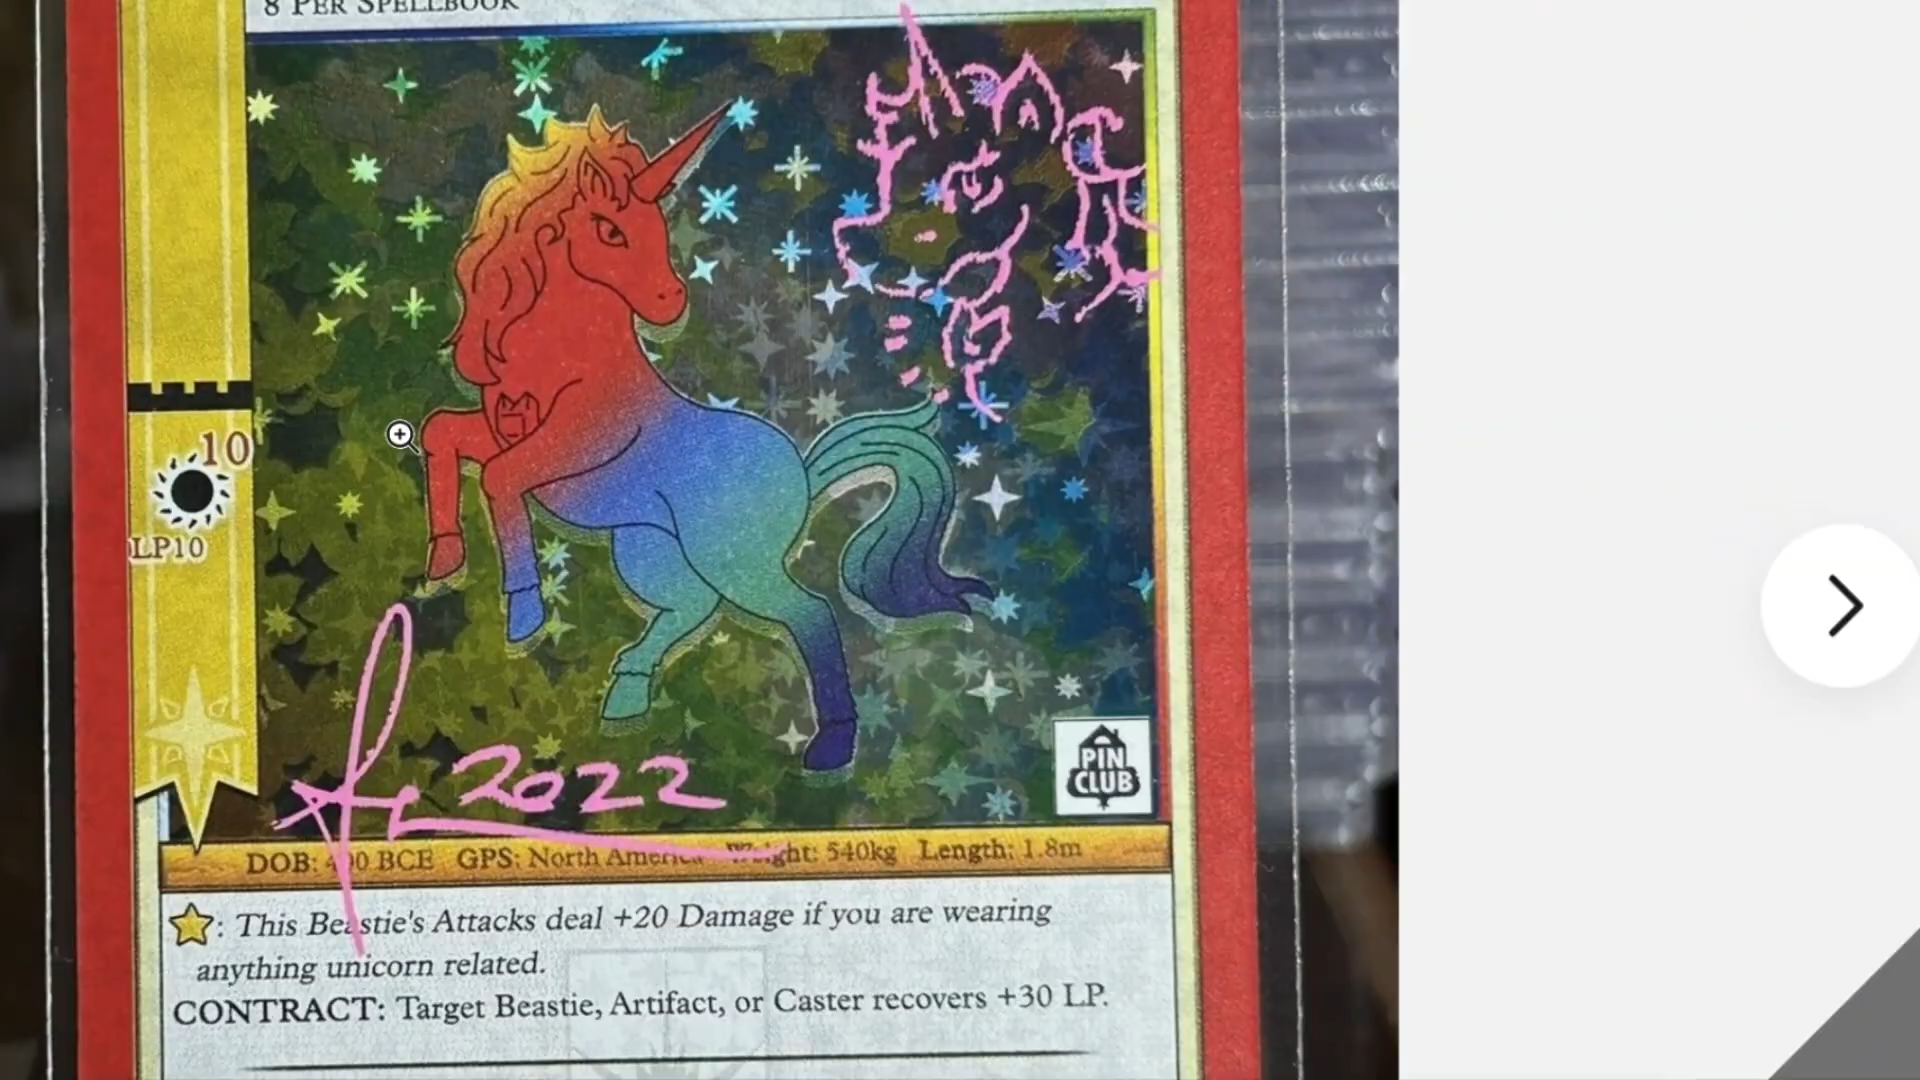 8 PER SPELLBOOK
10
LP10
2022
PIN
CLUB
DOB: 400 BCE GPS: North America Weight: 540kg Length: 1.8m
: This Beastie's Attacks deal +20 Damage if you are wearing
anything unicorn related.
CONTRACT: Target Beastie, Artifact, or Caster recovers +30 LP.